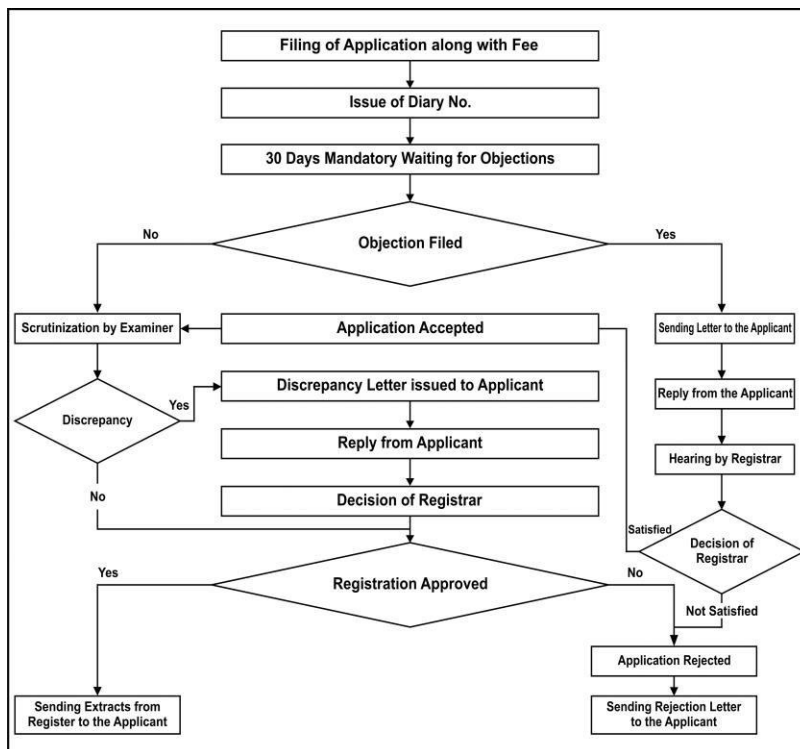 Filing of Application along with Fee
Issue of Diary No.
30 Days Mandatory Waiting for Objections
No
Objection Filed
Yes
Scrutinization by Examiner
Application Accepted
Sending Letter to the Applicant
Discrepancy
Yes
Discrepancy Letter issued to Applicant
Reply from the Applicant
Reply from Applicant
Hearing by Registrar
No
Decision of Registrar
Satisfied
Decision of
Registrar
Yes
Registration Approved
No
Not Satisfied
Application Rejected
Sending Extracts from
Register to the Applicant
Sending Rejection Letter
to the Applicant